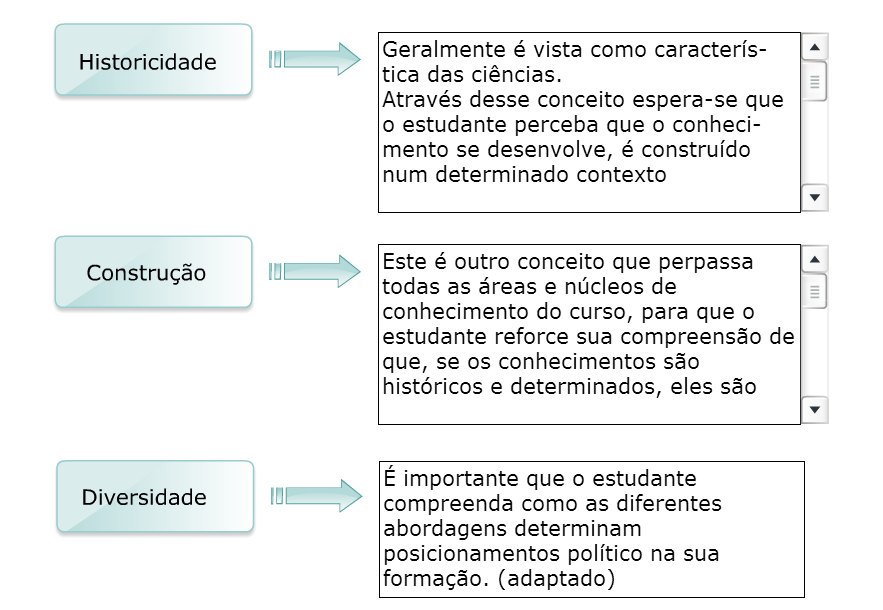 Historicidade
Geralmente é vista como caracterís-
tica das ciências.
Através desse conceito espera-se que
o estudante perceba que o conheci-
mento se desenvolve, é construído
num determinado contexto
Construção
Este é outro conceito que perpassa
todas as áreas e núcleos de
conhecimento do curso, para que o
estudante reforce sua compreensão de
que, se os conhecimentos são
históricos e determinados, eles são
Diversidade
É importante que o estudante
compreenda como as diferentes
abordagens determinam
posicionamentos político na sua
formação. (adaptado)